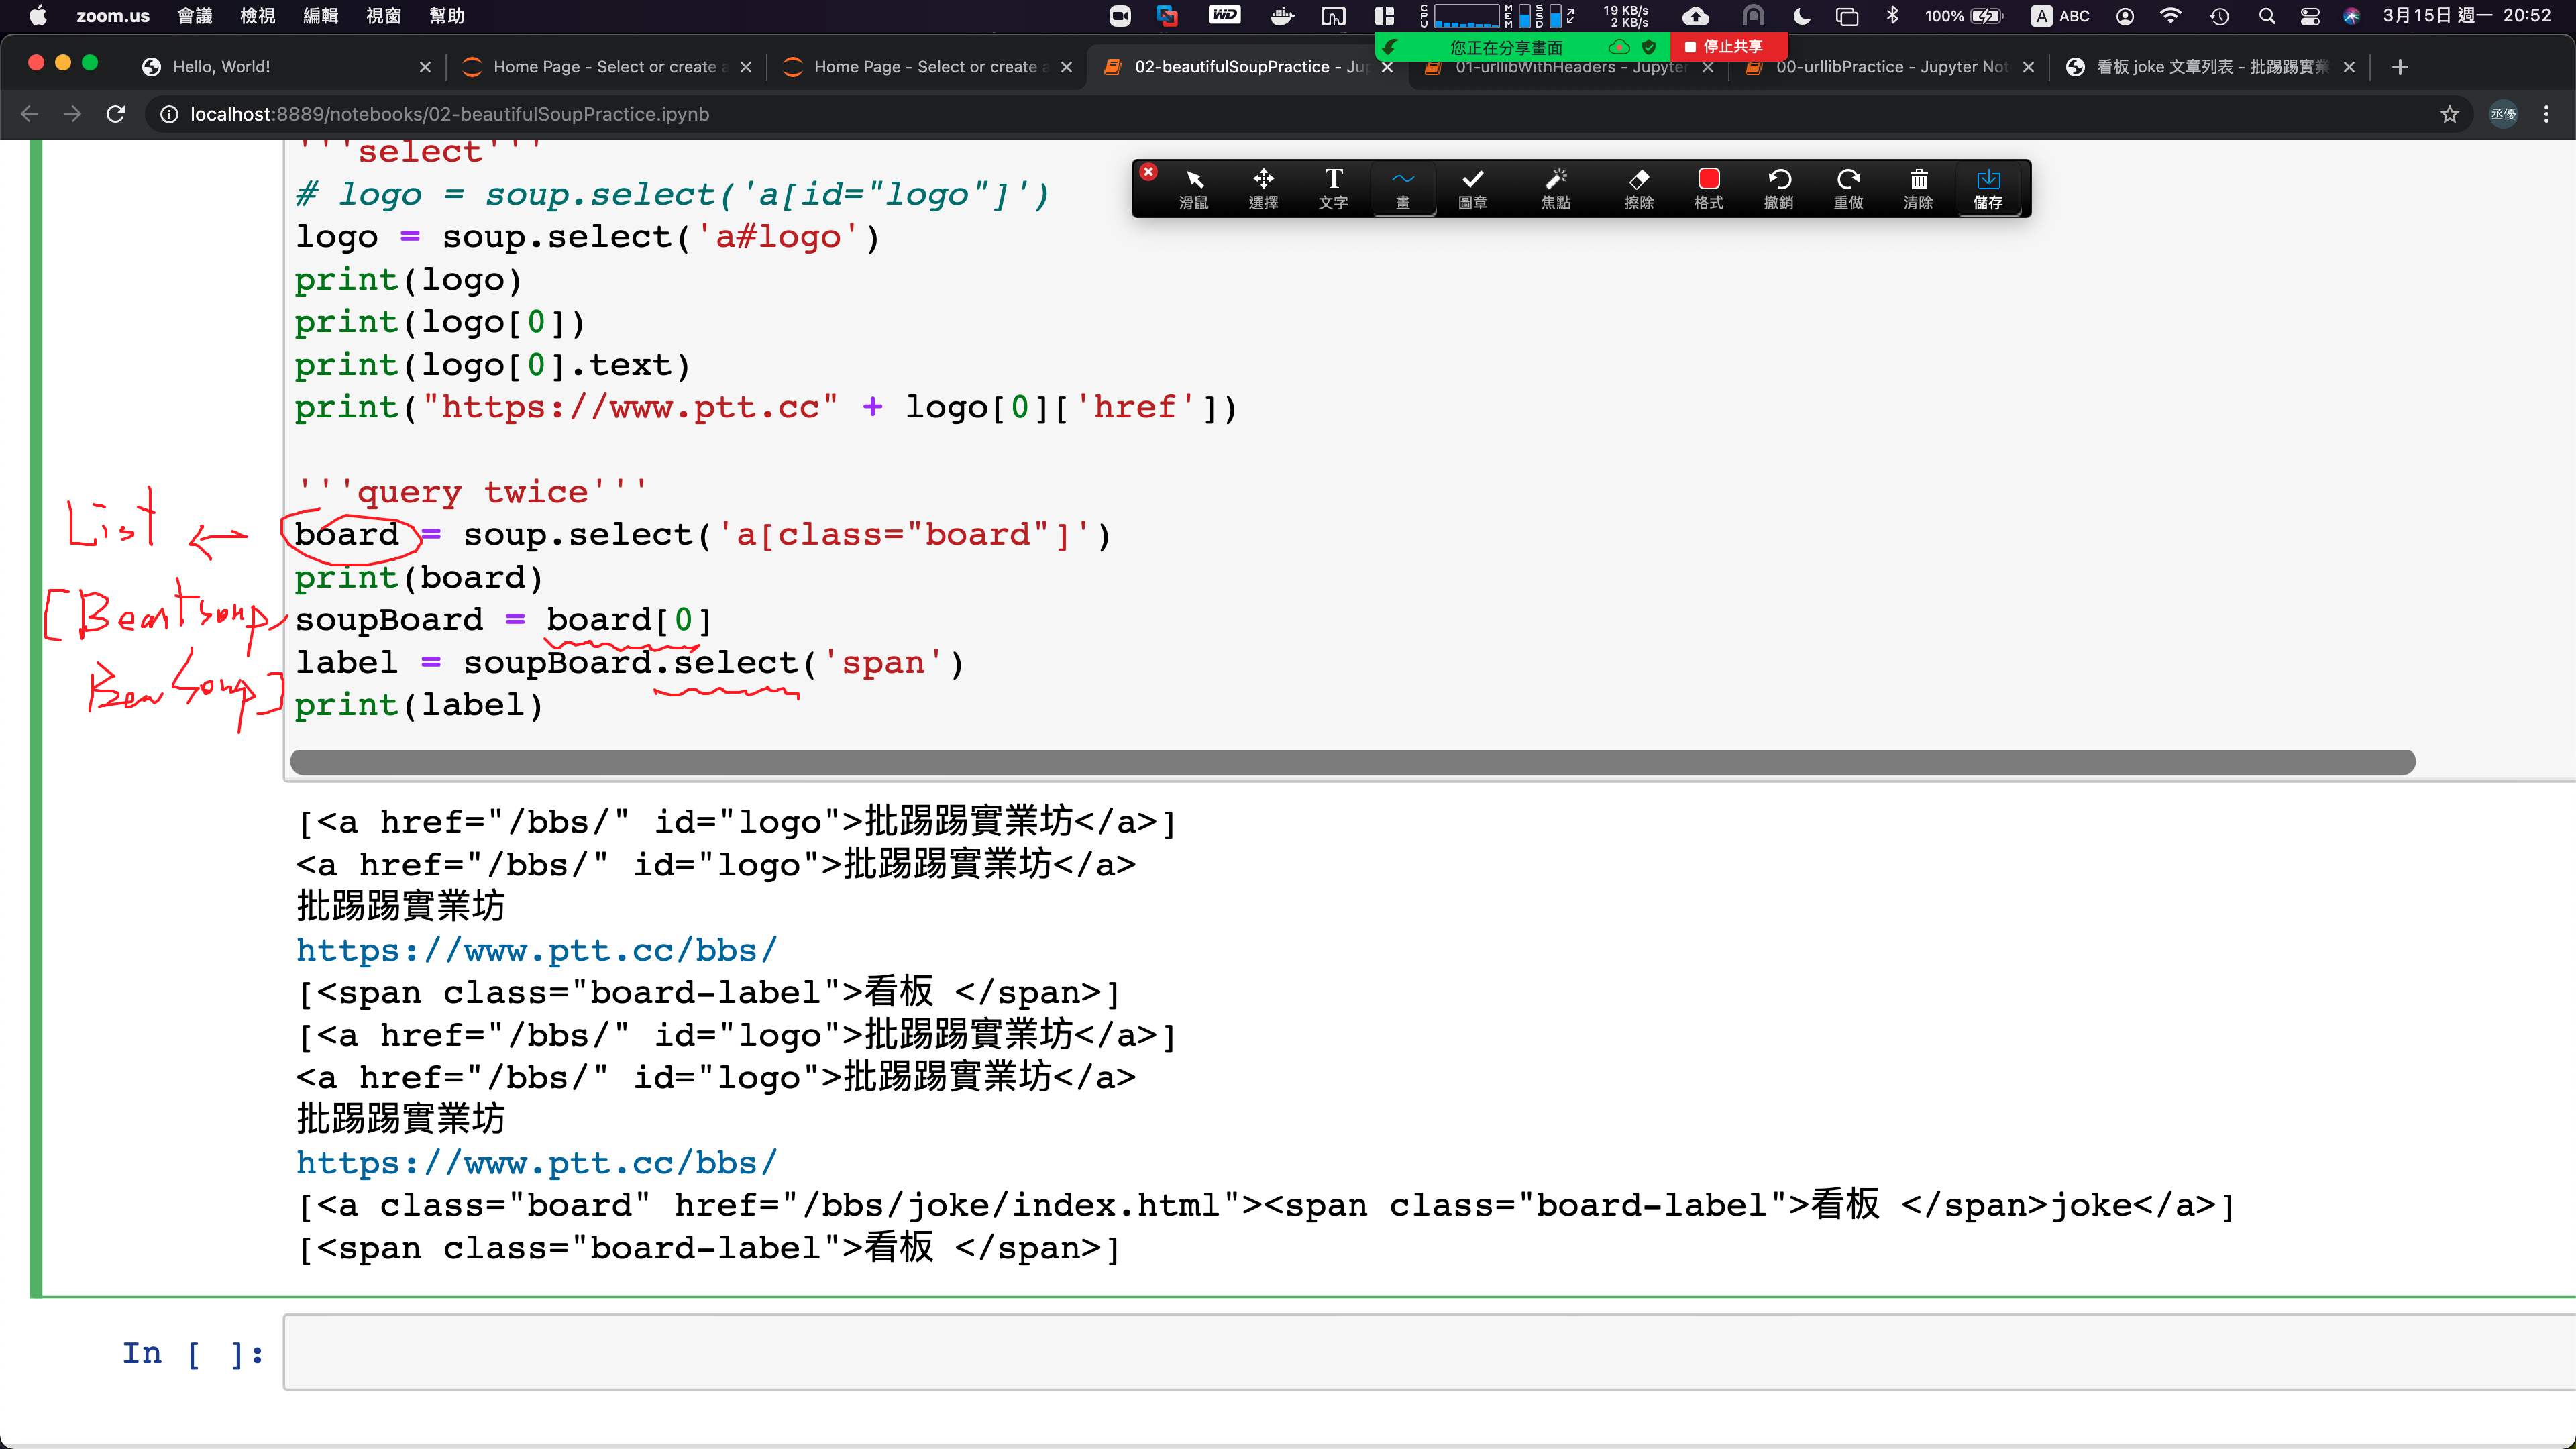 zoom.us 會議 檢視 編輯 視窗 幫助
WD CPU MEM SSD 19 KB/s 2 KB/s 100% A ABC 3月15日 週一 20:52
您正在分享畫面 停止共享
Hello, World!
Home Page - Select or create a
Home Page - Select or create a
02-beautifulSoupPractice - Jup
01-urllibWithHeaders - Jupyter
00-urllibPractice - Jupyter Not
看板 joke 文章列表 - 批踢踢實業
localhost:8889/notebooks/02-beautifulSoupPractice.ipynb
丞優
滑鼠 選擇 文字 畫 圖章 焦點 擦除 格式 撤銷 重做 清除 儲存
'''select'''
# logo = soup.select('a[id="logo"]')
logo = soup.select('a#logo')
print(logo)
print(logo[0])
print(logo[0].text)
print("https://www.ptt.cc" + logo[0]['href'])
'''query twice'''
List
board = soup.select('a[class="board"]')
print(board)
soupBoard = board[0]
label = soupBoard.select('span')
print(label)
[<a href="/bbs/" id="logo">批踢踢實業坊</a>]
<a href="/bbs/" id="logo">批踢踢實業坊</a>
批踢踢實業坊
https://www.ptt.cc/bbs/
[<span class="board-label">看板 </span>]
[<a href="/bbs/" id="logo">批踢踢實業坊</a>]
<a href="/bbs/" id="logo">批踢踢實業坊</a>
批踢踢實業坊
https://www.ptt.cc/bbs/
[<a class="board" href="/bbs/joke/index.html"><span class="board-label">看板 </span>joke</a>]
[<span class="board-label">看板 </span>]
In [ ]: